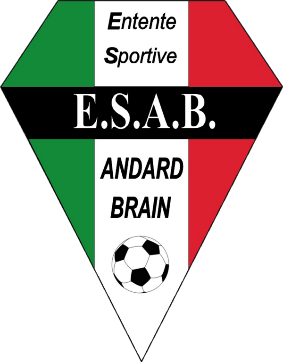 Entente
Sportive
E.S.A.B.
ANDARD
BRAIN